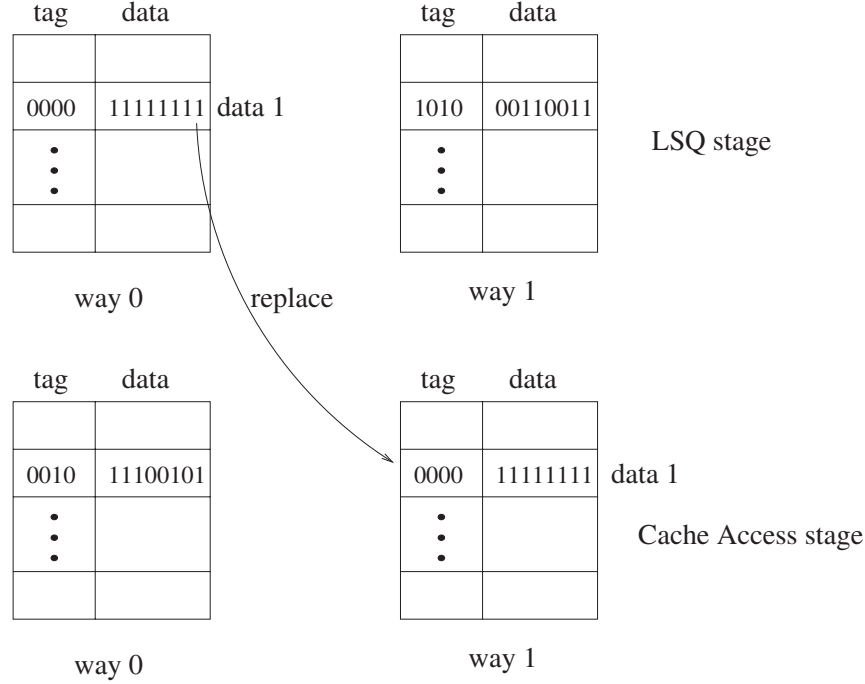 tag data tag data
0000 11111111 data 1 1010 00110011
LSQ stage
way 0 way 1
replace
tag data tag data
0010 11100101 0000 11111111 data 1
Cache Access stage
way 0 way 1